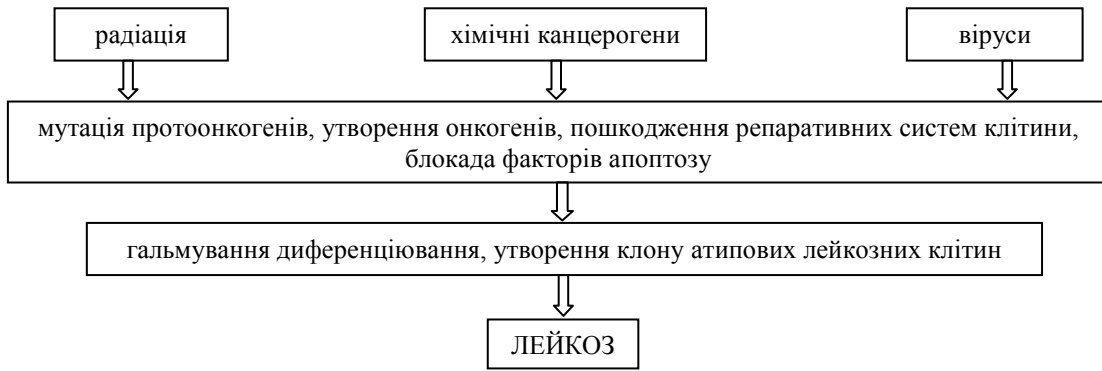 радіація
хімічні канцерогени
віруси
мутація протоонкогенів, утворення онкогенів, пошкодження репаративних систем клітини,
блокада факторів апоптозу
гальмування диференціювання, утворення клону атипових лейкозних клітин
ЛЕЙКОЗ